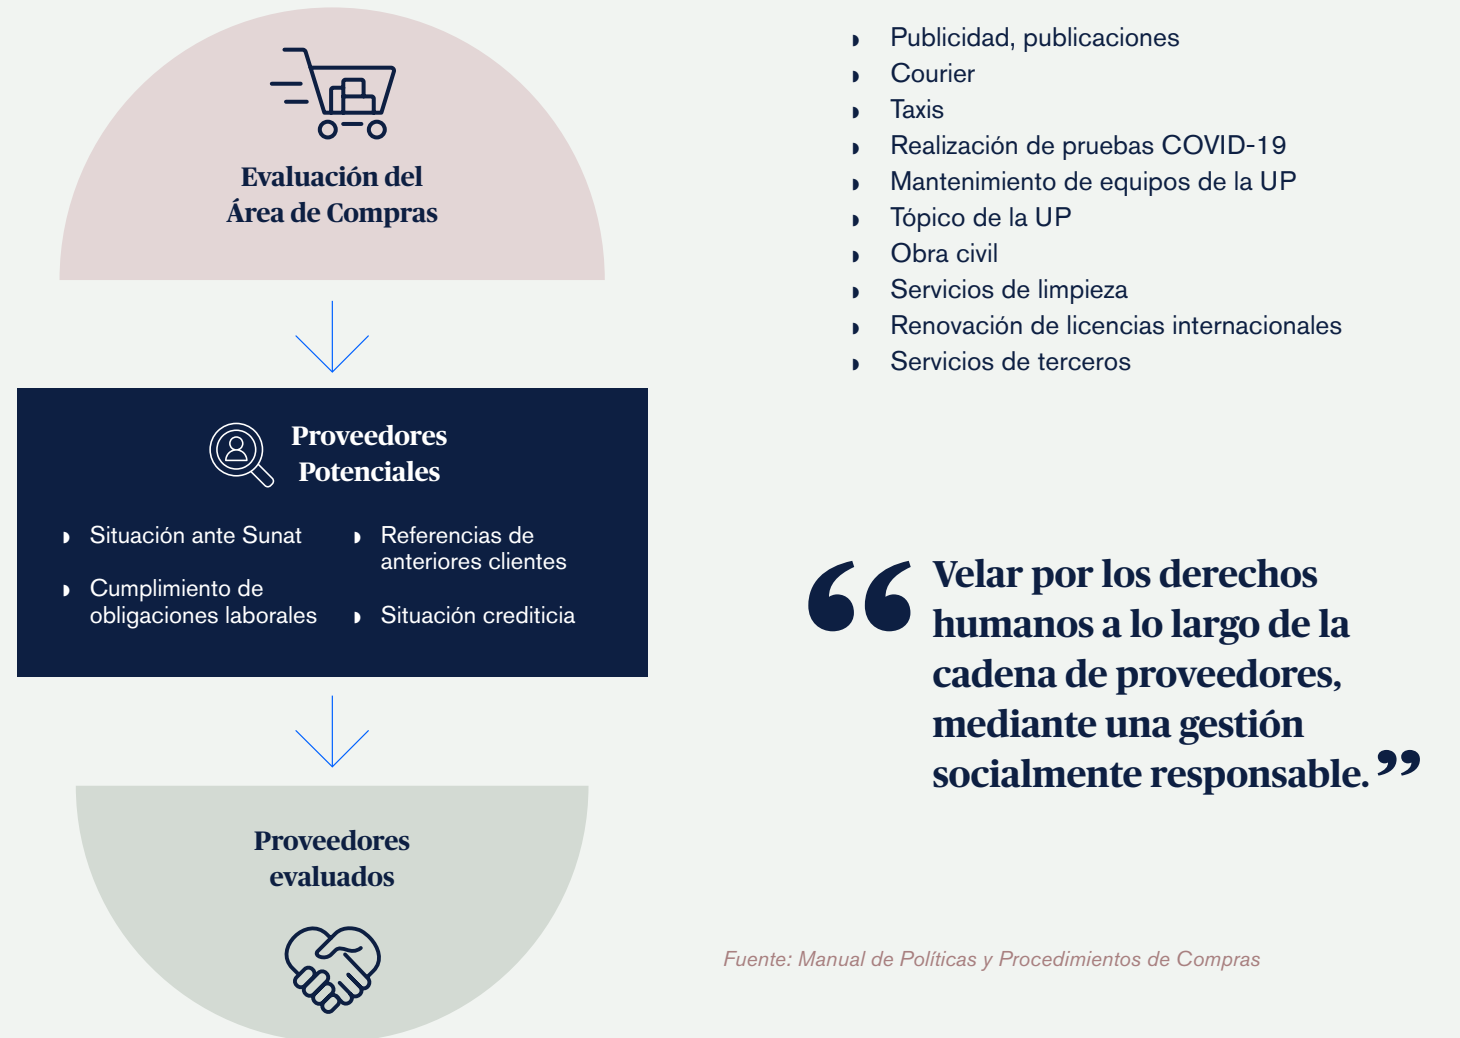 Evaluación del
Área de Compras
Proveedores
Potenciales
Situación ante Sunat
Cumplimiento de
obligaciones laborales
Referencias de
anteriores clientes
Situación crediticia
Proveedores
evaluados
Publicidad, publicaciones
Courier
Taxis
Realización de pruebas COVID-19
Mantenimiento de equipos de la UP
Tópico de la UP
Obra civil
Servicios de limpieza
Renovación de licencias internacionales
Servicios de terceros
“Velar por los derechos
humanos a lo largo de la
cadena de proveedores,
mediante una gestión
socialmente responsable.”
Fuente: Manual de Políticas y Procedimientos de Compras